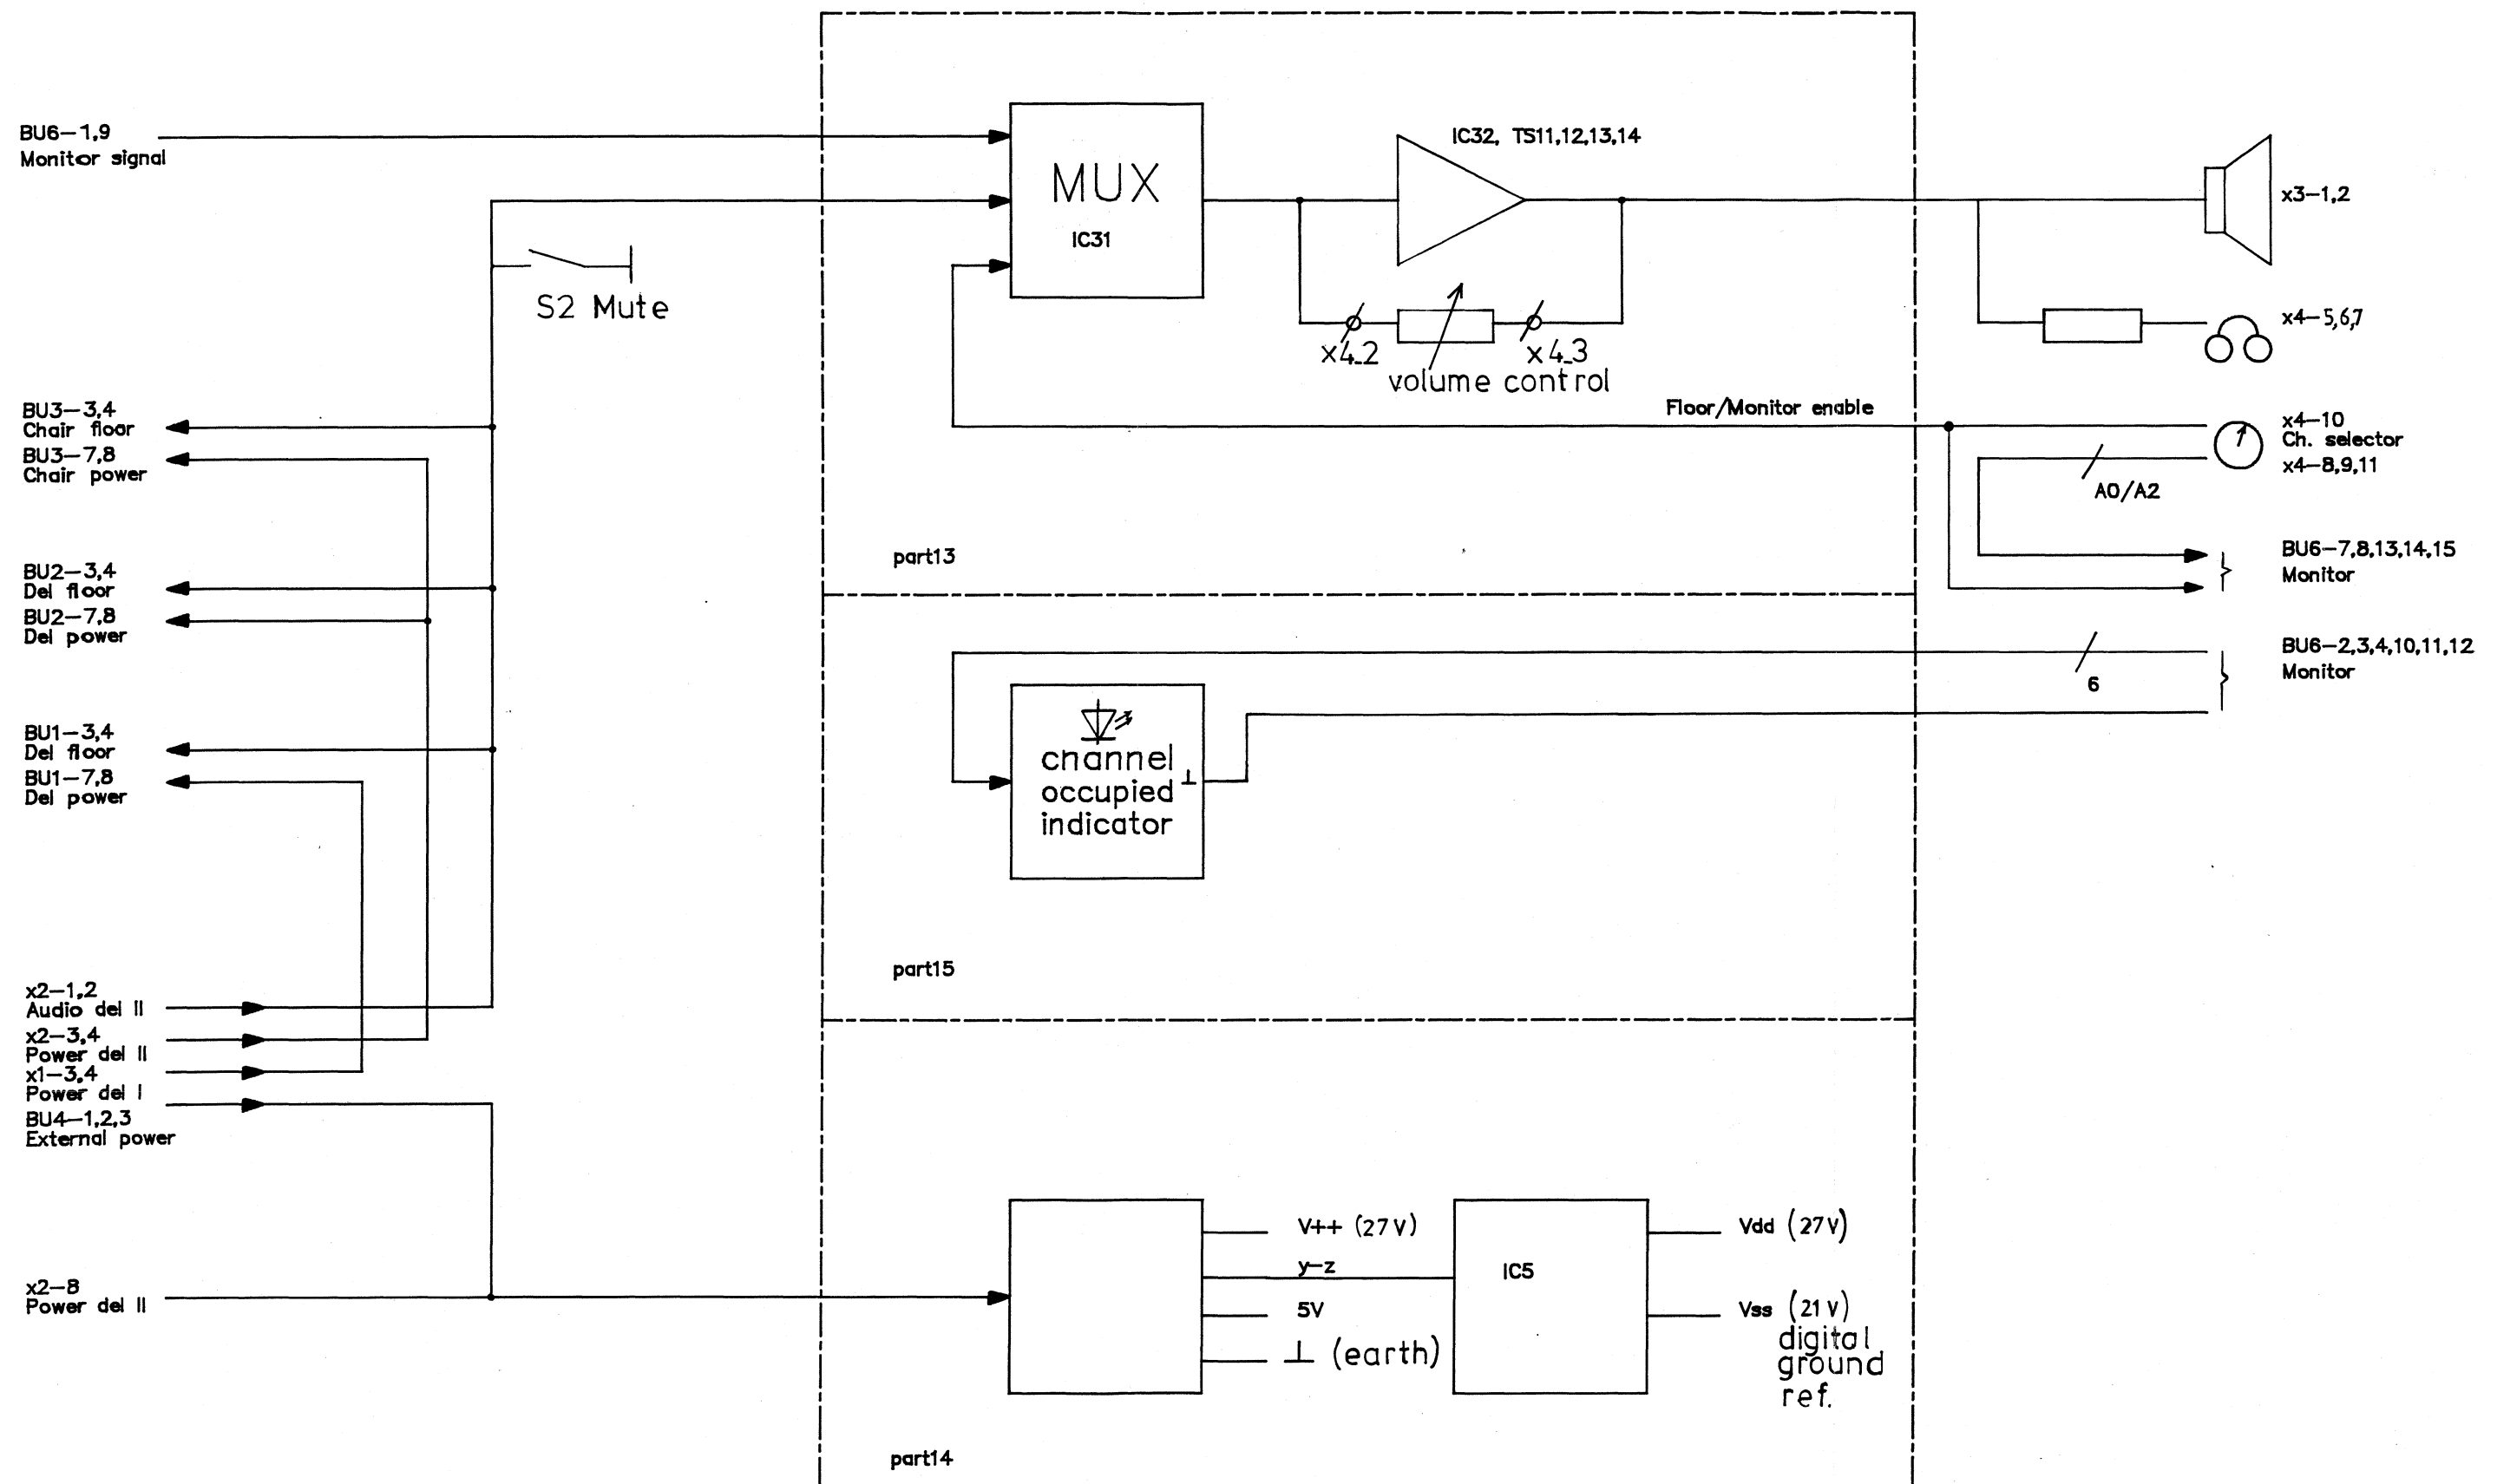 BU6-1,9
Monitor signal
MUX
IC31
IC32, TS11,12,13,14
x3-1,2
S2 Mute
x4-5,6,7
x4_2
x4_3
volume control
BU3-3,4
Chair floor
BU3-7,8
Chair power
Floor/Monitor enable
x4-10
Ch. selector
x4-8,9,11
A0/A2
part13
BU6-7,8,13,14,15
Monitor
BU2-3,4
Del floor
BU2-7,8
Del power
BU6-2,3,4,10,11,12
Monitor
6
BU1-3,4
Del floor
BU1-7,8
Del power
channel
occupied
indicator
part15
x2-1,2
Audio del II
x2-3,4
Power del II
x1-3,4
Power del I
BU4-1,2,3
External power
x2-8
Power del II
V++ (27V)
y-z
5V
⊥ (earth)
IC5
Vdd (27V)
Vss (21V)
digital
ground
ref.
part14